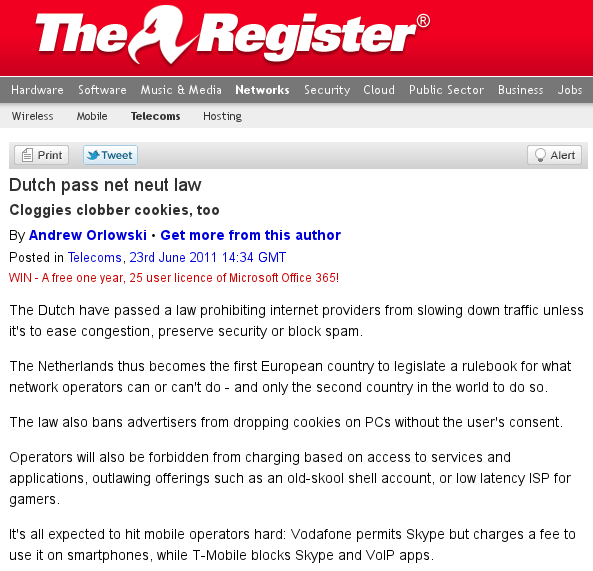 The Register®
Hardware Software Music & Media Networks Security Cloud Public Sector Business Jobs
Wireless Mobile Telecoms Hosting
Print Tweet Alert
Dutch pass net neut law
Cloggies clobber cookies, too
By Andrew Orlowski • Get more from this author
Posted in Telecoms, 23rd June 2011 14:34 GMT
WIN - A free one year, 25 user licence of Microsoft Office 365!
The Dutch have passed a law prohibiting internet providers from slowing down traffic unless
it's to ease congestion, preserve security or block spam.
The Netherlands thus becomes the first European country to legislate a rulebook for what
network operators can or can't do - and only the second country in the world to do so.
The law also bans advertisers from dropping cookies on PCs without the user's consent.
Operators will also be forbidden from charging based on access to services and
applications, outlawing offerings such as an old-skool shell account, or low latency ISP for
gamers.
It's all expected to hit mobile operators hard: Vodafone permits Skype but charges a fee to
use it on smartphones, while T-Mobile blocks Skype and VoIP apps.